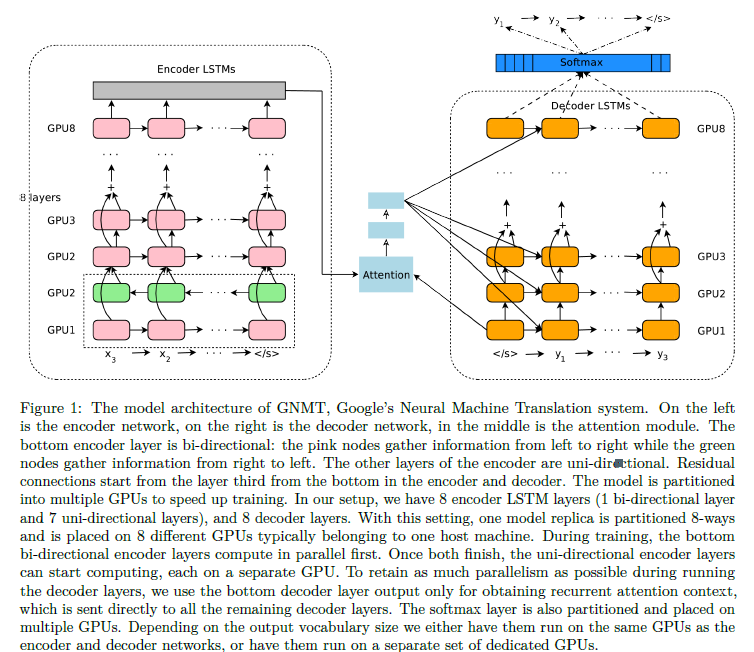 y1 y2 ... </s>
Softmax
Encoder LSTMs
Decoder LSTMs
GPU8
GPU8
... ... ...
... ... ...
+ + +
8 layers
GPU3
+ + +
GPU2
GPU3
Attention
GPU2
GPU2
GPU1
GPU1
x3 x2 ... </s>
</s> y1 ... y3
Figure 1: The model architecture of GNMT, Google's Neural Machine Translation system. On the left
is the encoder network, on the right is the decoder network, in the middle is the attention module. The
bottom encoder layer is bi-directional: the pink nodes gather information from left to right while the green
nodes gather information from right to left. The other layers of the encoder are uni-directional. Residual
connections start from the layer third from the bottom in the encoder and decoder. The model is partitioned
into multiple GPUs to speed up training. In our setup, we have 8 encoder LSTM layers (1 bi-directional layer
and 7 uni-directional layers), and 8 decoder layers. With this setting, one model replica is partitioned 8-ways
and is placed on 8 different GPUs typically belonging to one host machine. During training, the bottom
bi-directional encoder layers compute in parallel first. Once both finish, the uni-directional encoder layers
can start computing, each on a separate GPU. To retain as much parallelism as possible during running
the decoder layers, we use the bottom decoder layer output only for obtaining recurrent attention context,
which is sent directly to all the remaining decoder layers. The softmax layer is also partitioned and placed on
multiple GPUs. Depending on the output vocabulary size we either have them run on the same GPUs as the
encoder and decoder networks, or have them run on a separate set of dedicated GPUs.